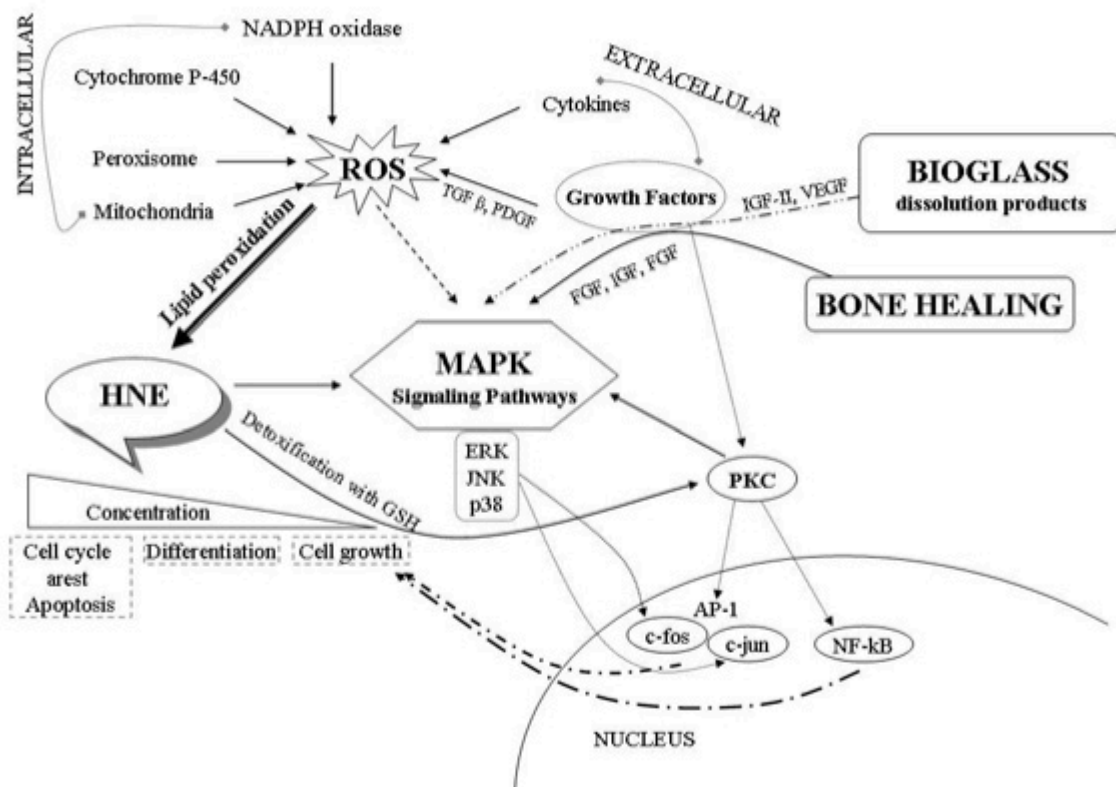 NADPH oxidase
INTRACELLULAR
Cytochrome P-450
Peroxisome
Mitochondria
ROS
EXTRACELLULAR
Cytokines
Growth Factors
TGF β, PDGF
IGF-II, VEGF
BIOGLASS
dissolution products
FGF, IGF, FGF
BONE HEALING
Lipid peroxidation
HNE
MAPK
Signaling Pathways
ERK
JNK
p38
Detoxification with GSH
PKC
Concentration
Cell cycle
arest
Apoptosis
Differentiation
Cell growth
AP-1
c-fos
c-jun
NF-kB
NUCLEUS